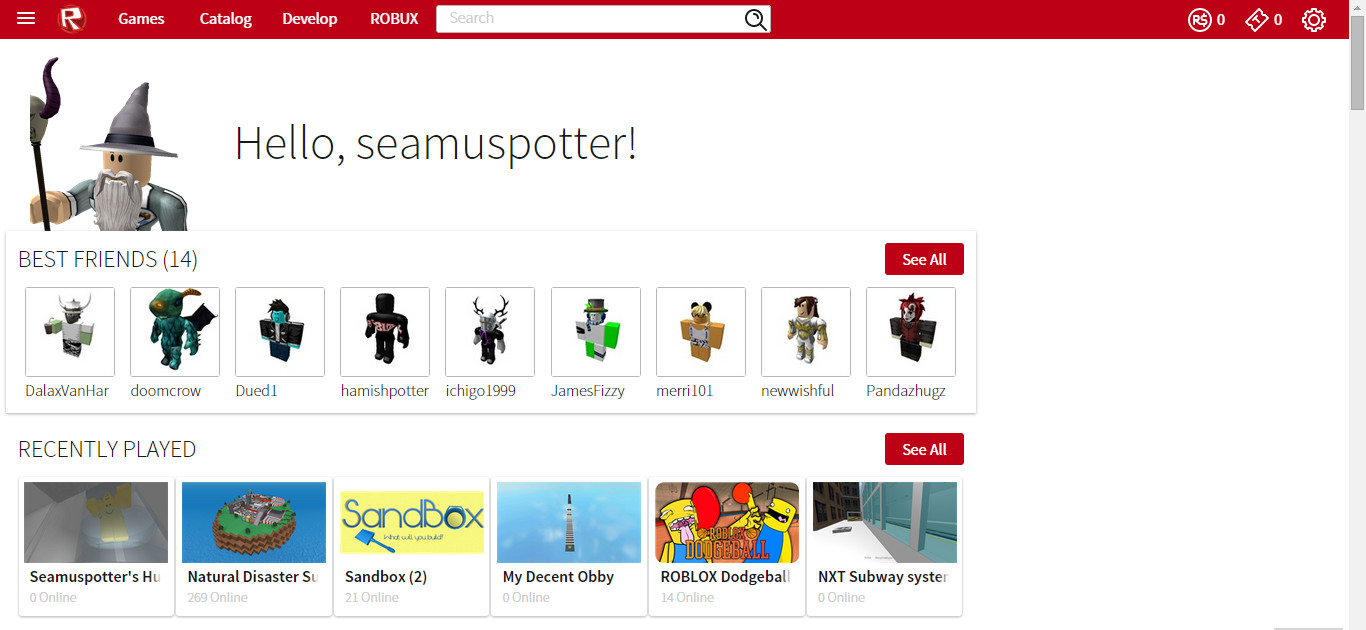 Games Catalog Develop ROBUX Search R$ 0 0
Hello, seamuspotter!
BEST FRIENDS (14) See All
DalaxVanHar doomcrow Dued1 hamishpotter ichigo1999 JamesFizzy merri101 newwishful Pandazhugz
RECENTLY PLAYED See All
SandBox
What will you build?
ROBLOX
DODGEBALL
Seamuspotter's Hu Natural Disaster Su Sandbox (2) My Decent Obby ROBLOX Dodgeball NXT Subway syster
0 Online 269 Online 21 Online 0 Online 14 Online 0 Online